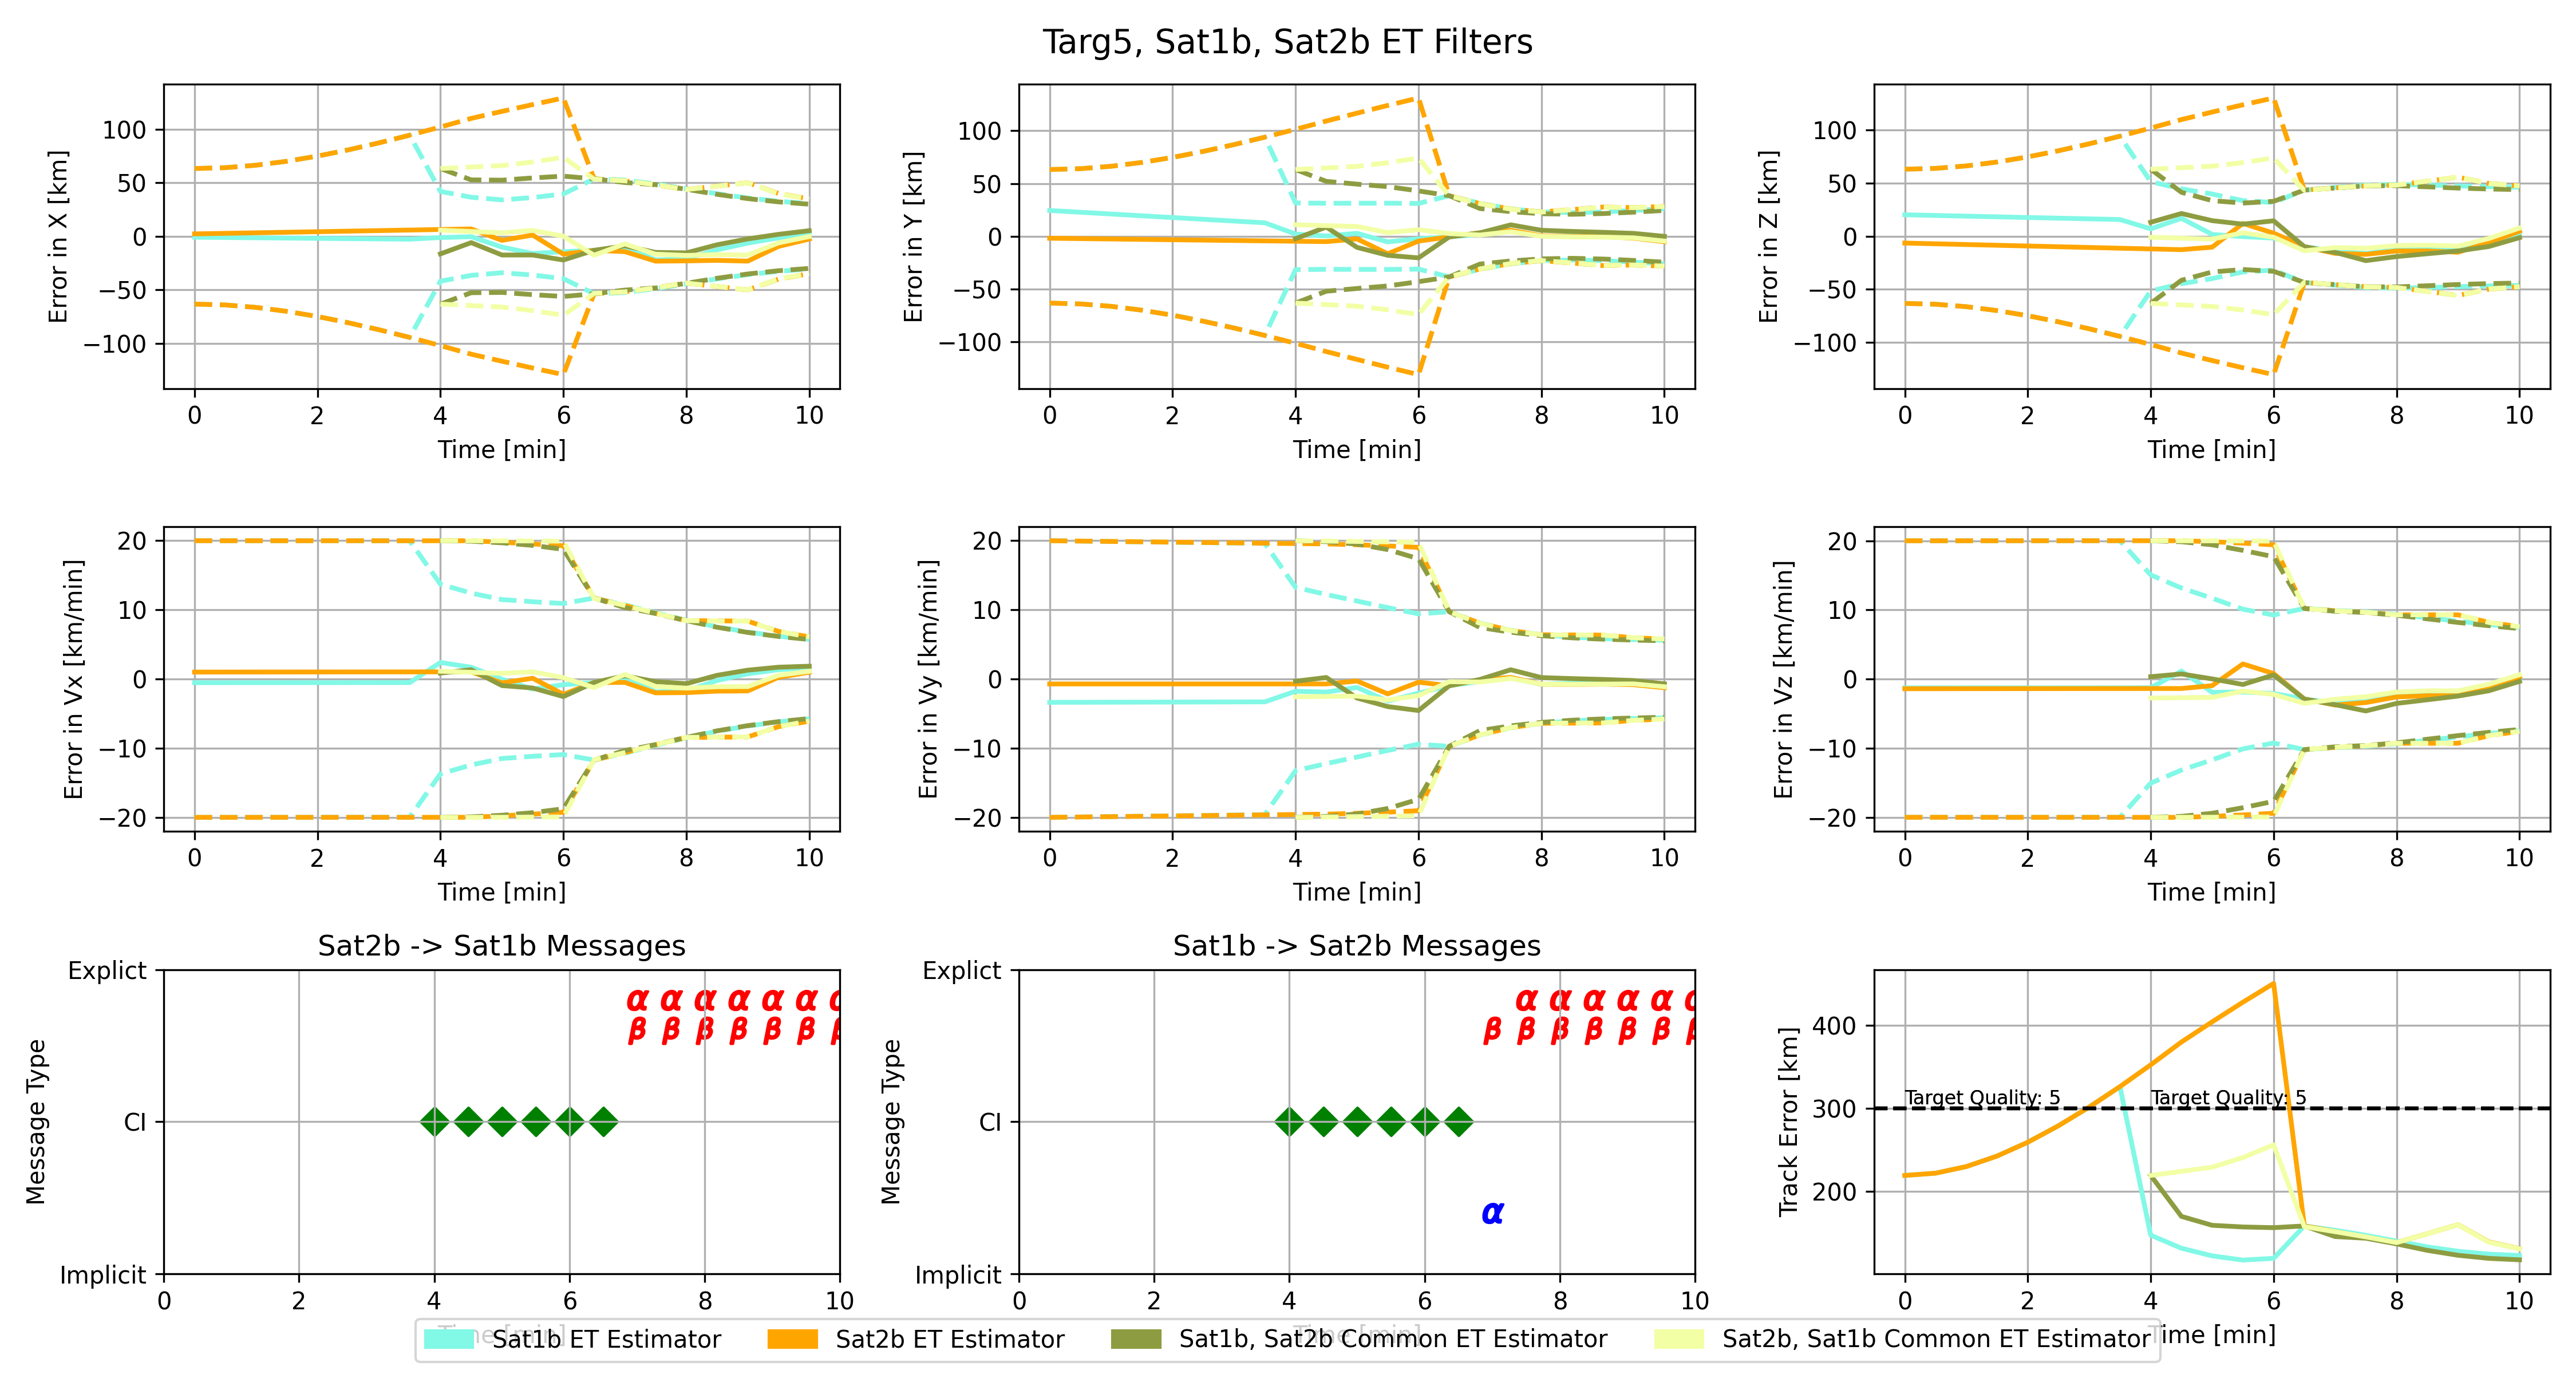 Targ5, Sat1b, Sat2b ET Filters
Error in X [km]
100
50
0
−50
−100
0 2 4 6 8 10
Time [min]
Error in Y [km]
100
50
0
−50
−100
0 2 4 6 8 10
Time [min]
Error in Z [km]
100
50
0
−50
−100
0 2 4 6 8 10
Time [min]
Error in Vx [km/min]
20
10
0
−10
−20
0 2 4 6 8 10
Time [min]
Error in Vy [km/min]
20
10
0
−10
−20
0 2 4 6 8 10
Time [min]
Error in Vz [km/min]
20
10
0
−10
−20
0 2 4 6 8 10
Time [min]
Sat2b -> Sat1b Messages
Message Type
Explict
α α α α α α α
β β β β β β β
CI
Implicit
0 2 4 6 8 10
Time [min]
Sat1b -> Sat2b Messages
Message Type
Explict
α α α α α α
β β β β β β β
CI
α
Implicit
0 2 4 6 8 10
Time [min]
Track Error [km]
400
300
200
Target Quality: 5 Target Quality: 5
0 2 4 6 8 10
Time [min]
Sat1b ET Estimator Sat2b ET Estimator Sat1b, Sat2b Common ET Estimator Sat2b, Sat1b Common ET Estimator